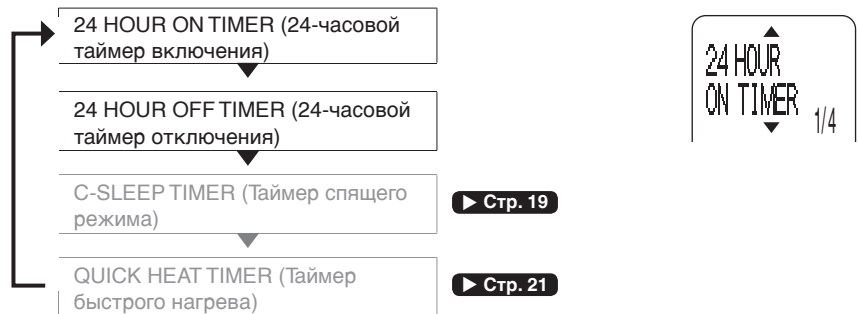 24 HOUR ON TIMER (24-часовой
таймер включения)
24 HOUR OFF TIMER (24-часовой
таймер отключения)
C-SLEEP TIMER (Таймер спящего
режима)
▶ Стр. 19
QUICK HEAT TIMER (Таймер
быстрого нагрева)
▶ Стр. 21
24 HOUR
ON TIMER 1/4